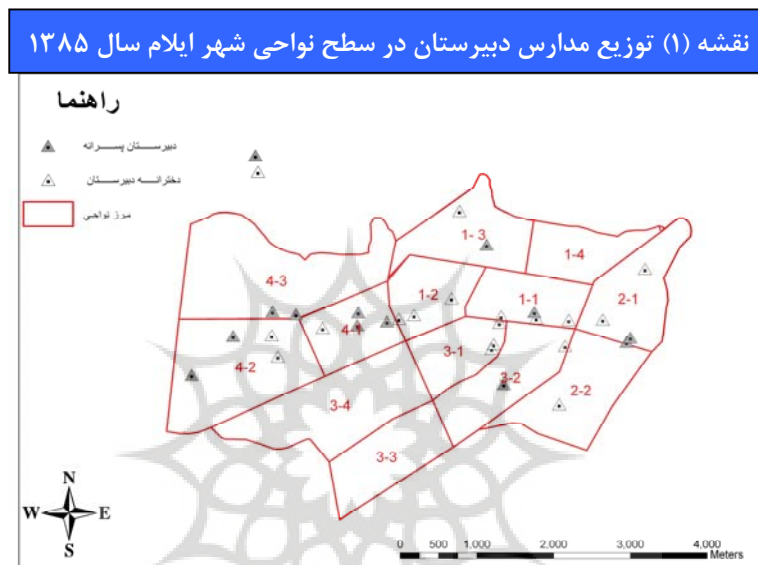 نقشه (۱) توزیع مدارس دبیرستان در سطح نواحی شهر ایلام سال ۱۳۸۵
راهنما
دبیرستان پسرانه
دخترانه دبیرستان
مرز نواحی
1- 3
1-4
4-3
1-2
1-1
2-1
4-1
3-1
4-2
3-2
2-2
3-4
3-3
N
W E
S
0 500 1,000 2,000 3,000 4,000
Meters